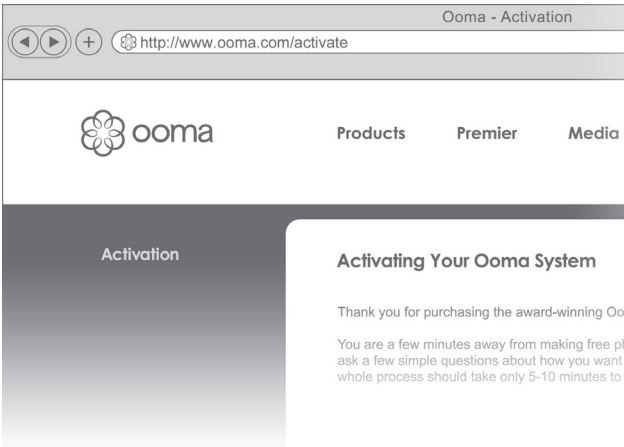 Ooma - Activation
http://www.ooma.com/activate
ooma
Products Premier Media
Activation
Activating Your Ooma System
Thank you for purchasing the award-winning Oo
You are a few minutes away from making free ph
ask a few simple questions about how you want
whole process should take only 5-10 minutes to